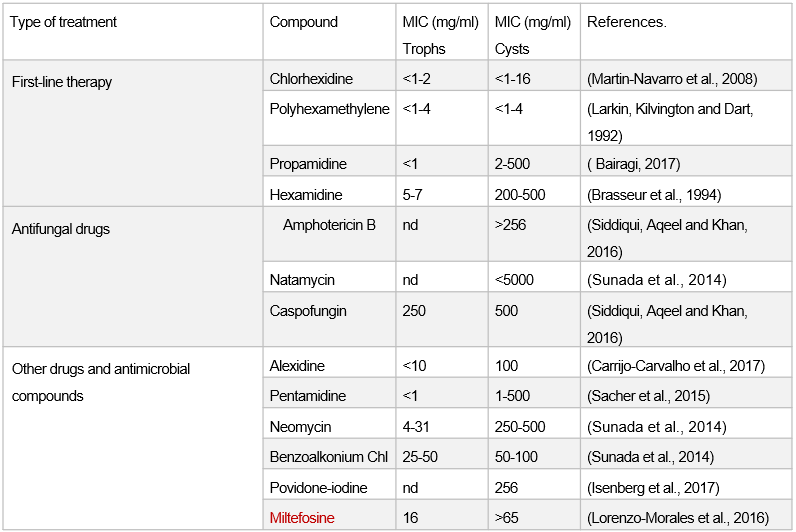 Type of treatment Compound MIC (mg/ml) MIC (mg/ml) References.
Trophs Cysts
First-line therapy Chlorhexidine <1-2 <1-16 (Martin-Navarro et al., 2008)
Polyhexamethylene <1-4 <1-4 (Larkin, Kilvington and Dart,
1992)
Propamidine <1 2-500 ( Bairagi, 2017)
Hexamidine 5-7 200-500 (Brasseur et al., 1994)
Antifungal drugs Amphotericin B nd >256 (Siddiqui, Aqeel and Khan,
2016)
Natamycin nd <5000 (Sunada et al., 2014)
Caspofungin 250 500 (Siddiqui, Aqeel and Khan,
2016)
Other drugs and antimicrobial Alexidine <10 100 (Carrijo-Carvalho et al., 2017)
compounds Pentamidine <1 1-500 (Sacher et al., 2015)
Neomycin 4-31 250-500 (Sunada et al., 2014)
Benzoalkonium Chl 25-50 50-100 (Sunada et al., 2014)
Povidone-iodine nd 256 (Isenberg et al., 2017)
Miltefosine 16 >65 (Lorenzo-Morales et al., 2016)